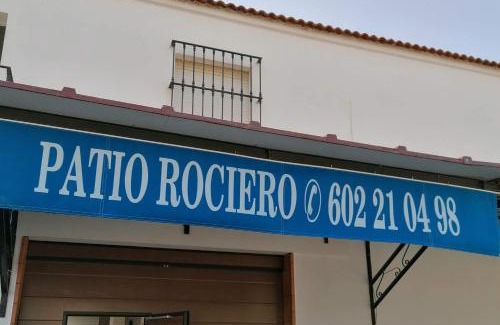 PATIO ROCIERO ✆ 602 21 04 98